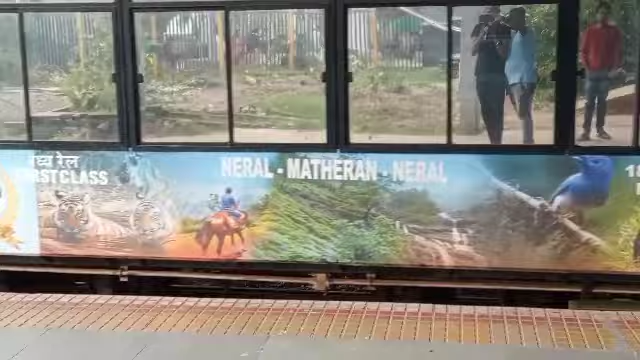 मध्य रेल
FIRST CLASS
NERAL - MATHERAN - NERAL